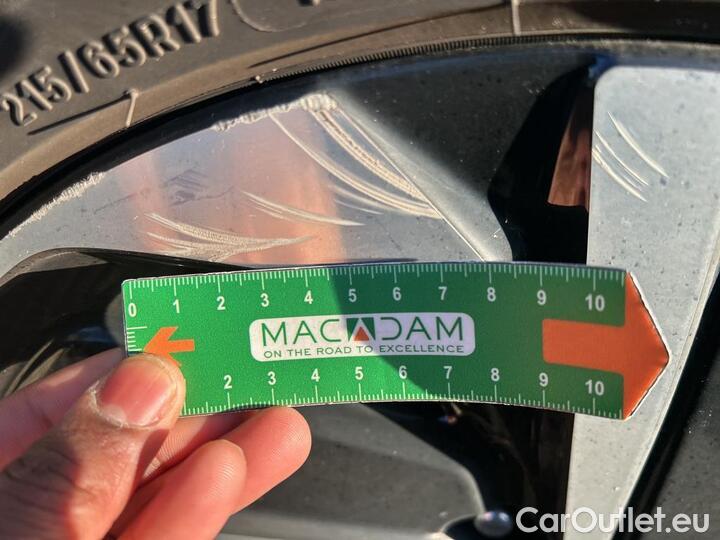 215/65R17
0 1 2 3 4 5 6 7 8 9 10
MACADAM
ON THE ROAD TO EXCELLENCE
2 3 4 5 6 7 8 9 10
CarOutlet.eu